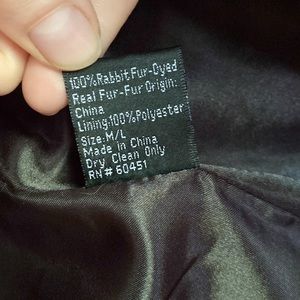 100%Rabbit Fur-Dyed
Real Fur-Fur Origin:
China
Lining:100%Polyester
Size:M/L
Made in China
Dry Clean Only
RN# 60451